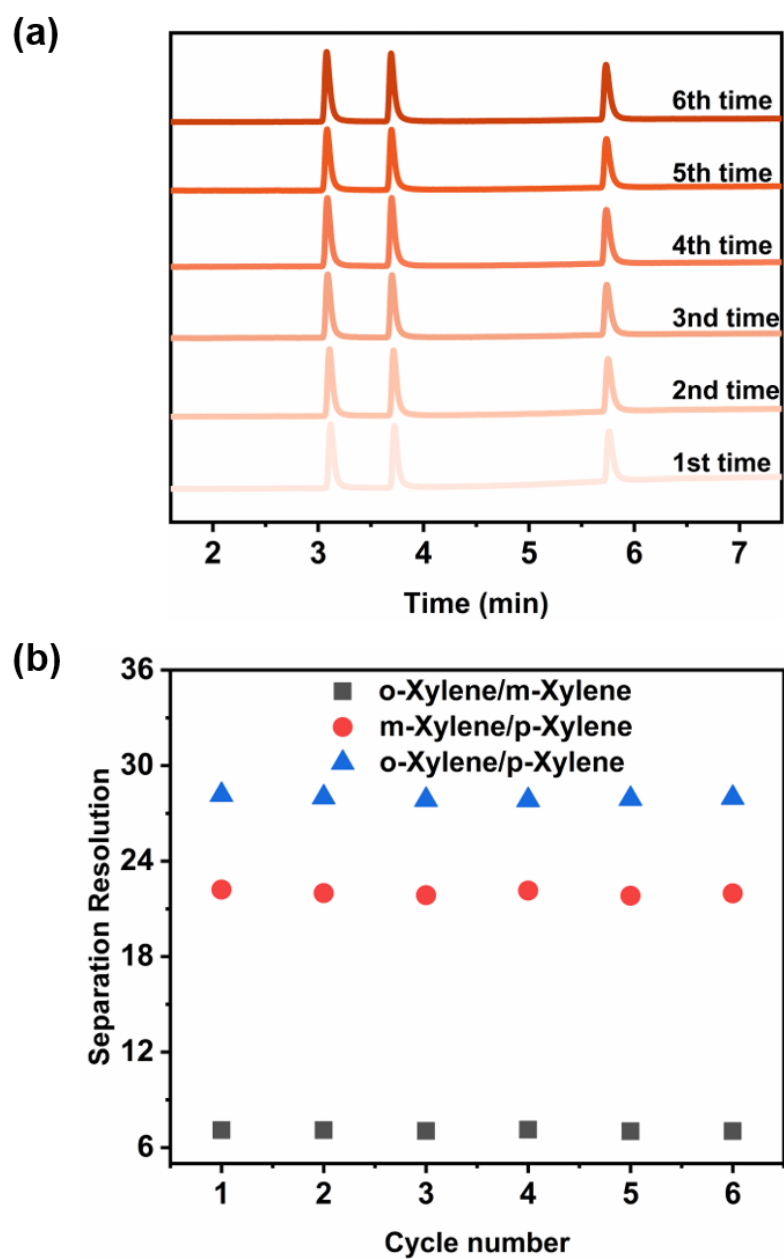 (a)
6th time
5th time
4th time
3nd time
2nd time
1st time
2 3 4 5 6 7
Time (min)
(b)
36
30
24
18
12
6
Separation Resolution
o-Xylene/m-Xylene
m-Xylene/p-Xylene
o-Xylene/p-Xylene
1 2 3 4 5 6
Cycle number